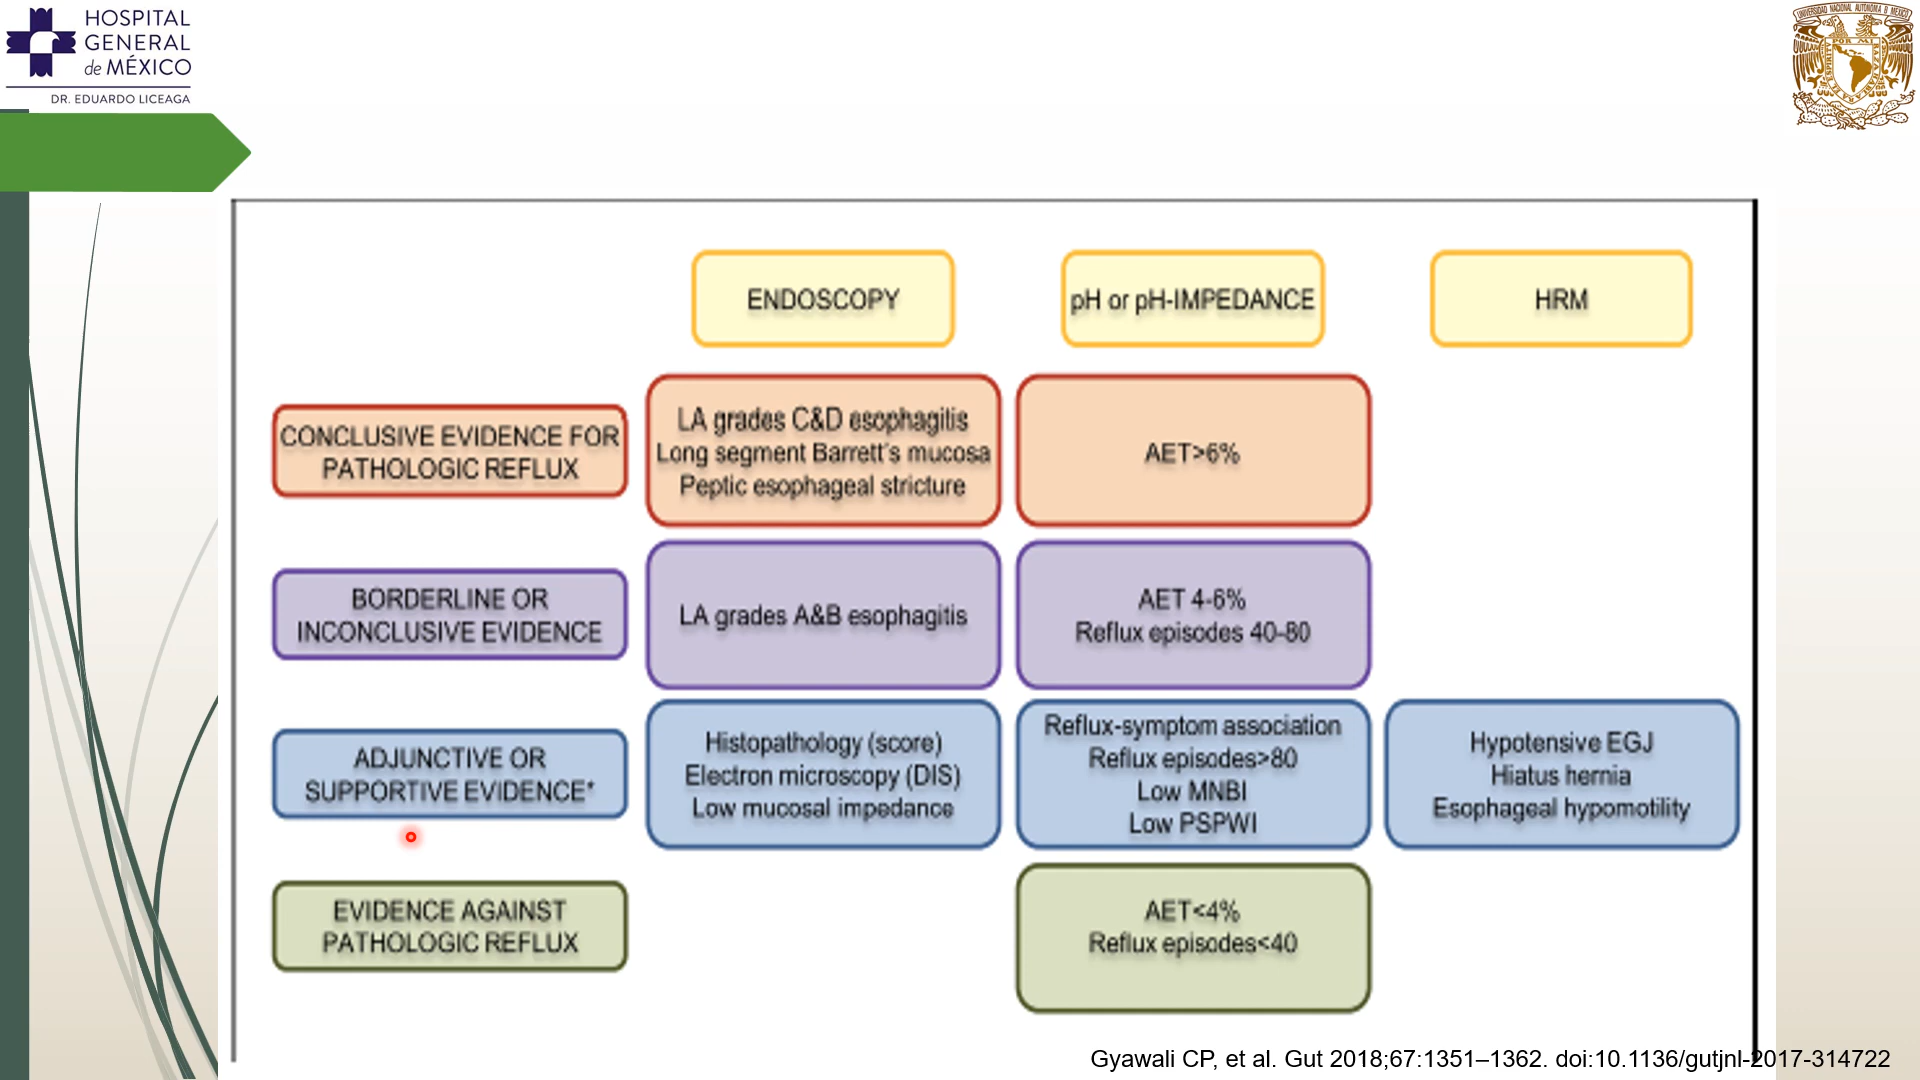 HOSPITAL
GENERAL
de MÉXICO
DR. EDUARDO LICEAGA
ENDOSCOPY
pH or pH-IMPEDANCE
HRM
CONCLUSIVE EVIDENCE FOR
PATHOLOGIC REFLUX
LA grades C&D esophagitis
Long segment Barrett's mucosa
Peptic esophageal stricture
AET>6%
BORDERLINE OR
INCONCLUSIVE EVIDENCE
LA grades A&B esophagitis
AET 4-6%
Reflux episodes 40-80
ADJUNCTIVE OR
SUPPORTIVE EVIDENCE*
Histopathology (score)
Electron microscopy (DIS)
Low mucosal impedance
Reflux-symptom association
Reflux episodes>80
Low MNBI
Low PSPWI
Hypotensive EGJ
Hiatus hernia
Esophageal hypomotility
EVIDENCE AGAINST
PATHOLOGIC REFLUX
AET<4%
Reflux episodes<40
Gyawali CP, et al. Gut 2018;67:1351–1362. doi:10.1136/gutjnl-2017-314722